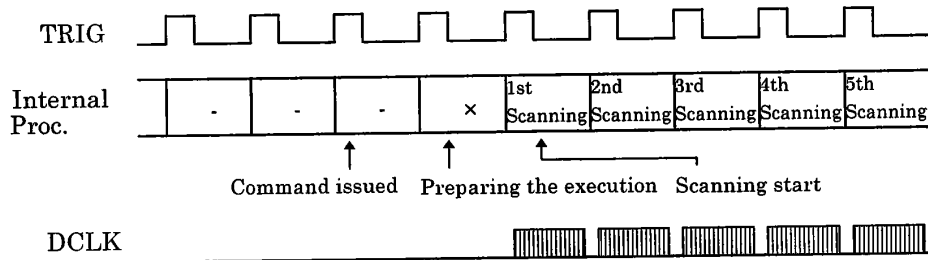 TRIG
Internal
Proc.
- - - ×
1st 2nd 3rd 4th 5th
Scanning Scanning Scanning Scanning Scanning
Command issued Preparing the execution Scanning start
DCLK